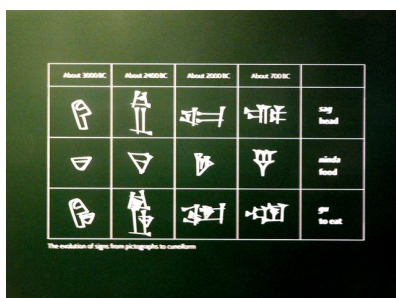 About 3000 BC About 2400 BC About 2000 BC About 700 BC
sag
head
ninda
food
gu
to eat
The evolution of signs from pictographs to cuneiform